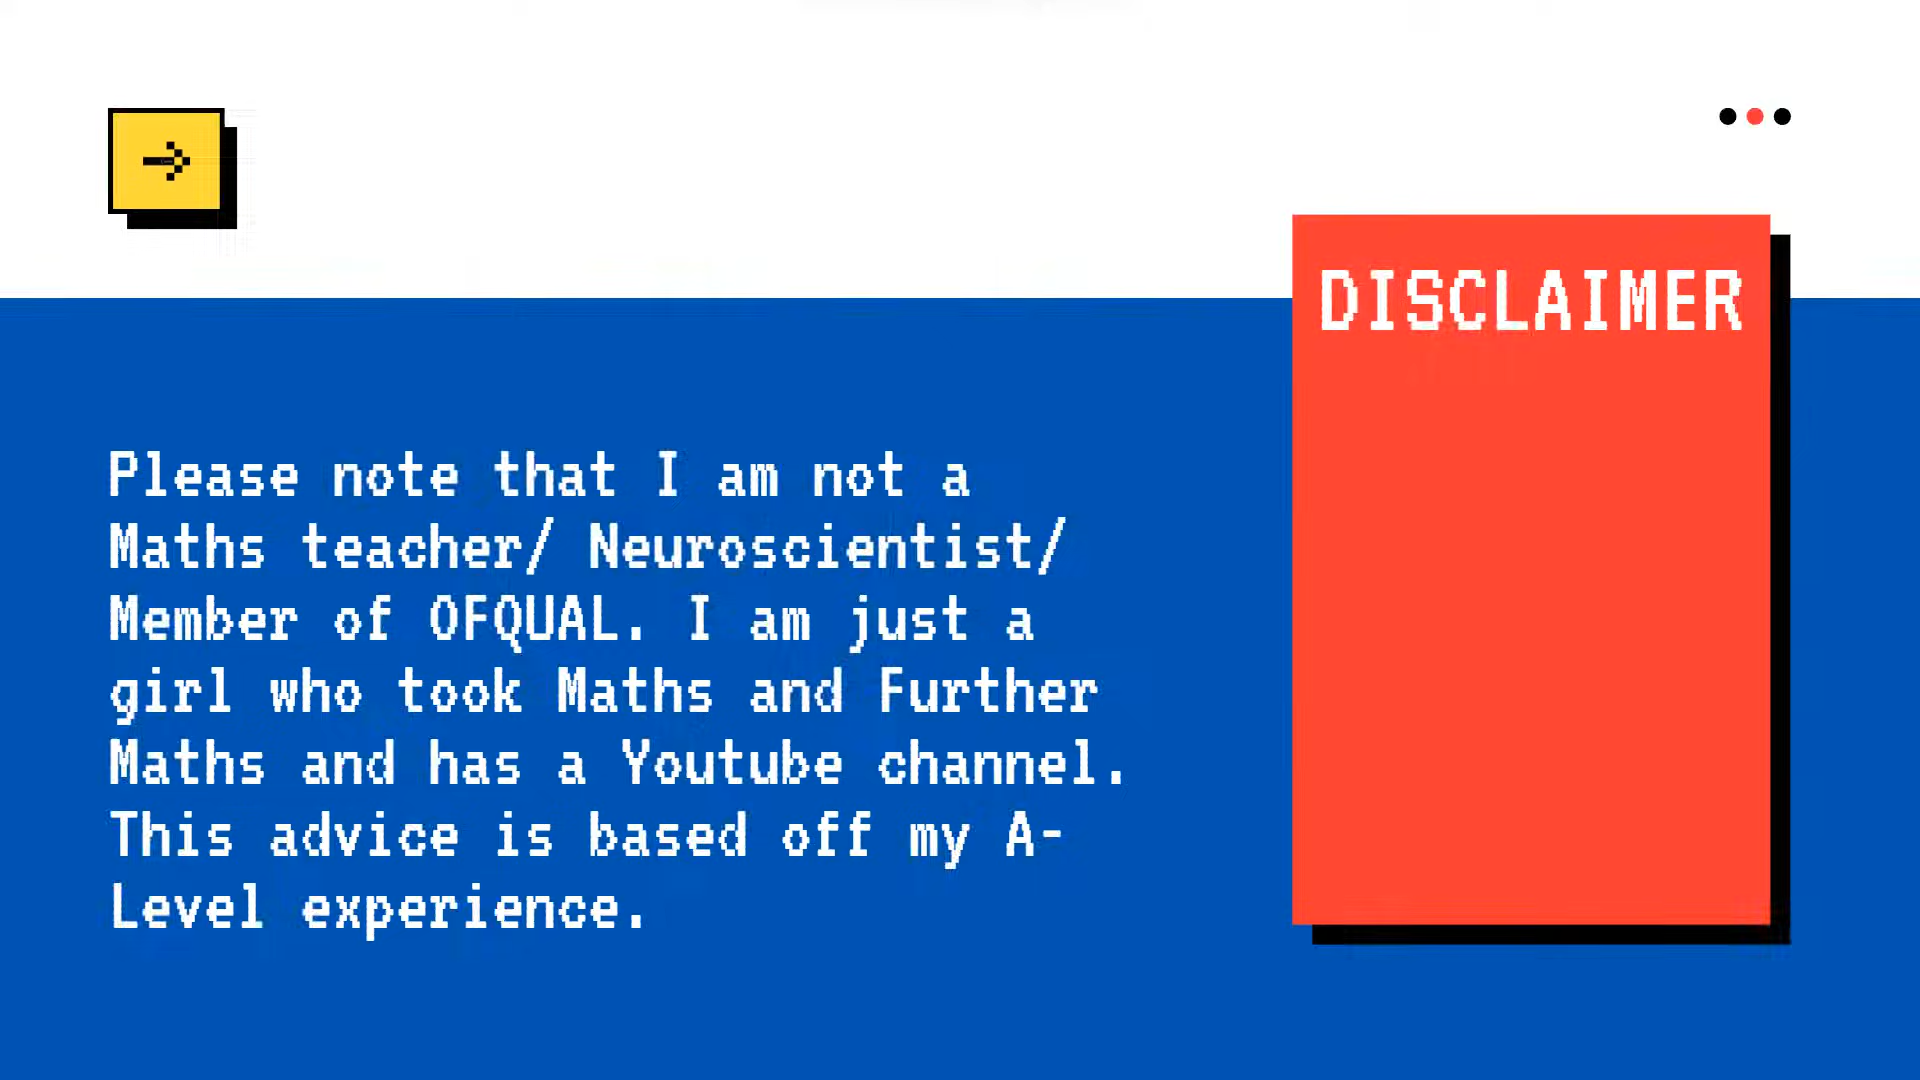 DISCLAIMER
Please note that I am not a
Maths teacher/ Neuroscientist/
Member of OFQUAL. I am just a
girl who took Maths and Further
Maths and has a Youtube channel.
This advice is based off my A-
Level experience.